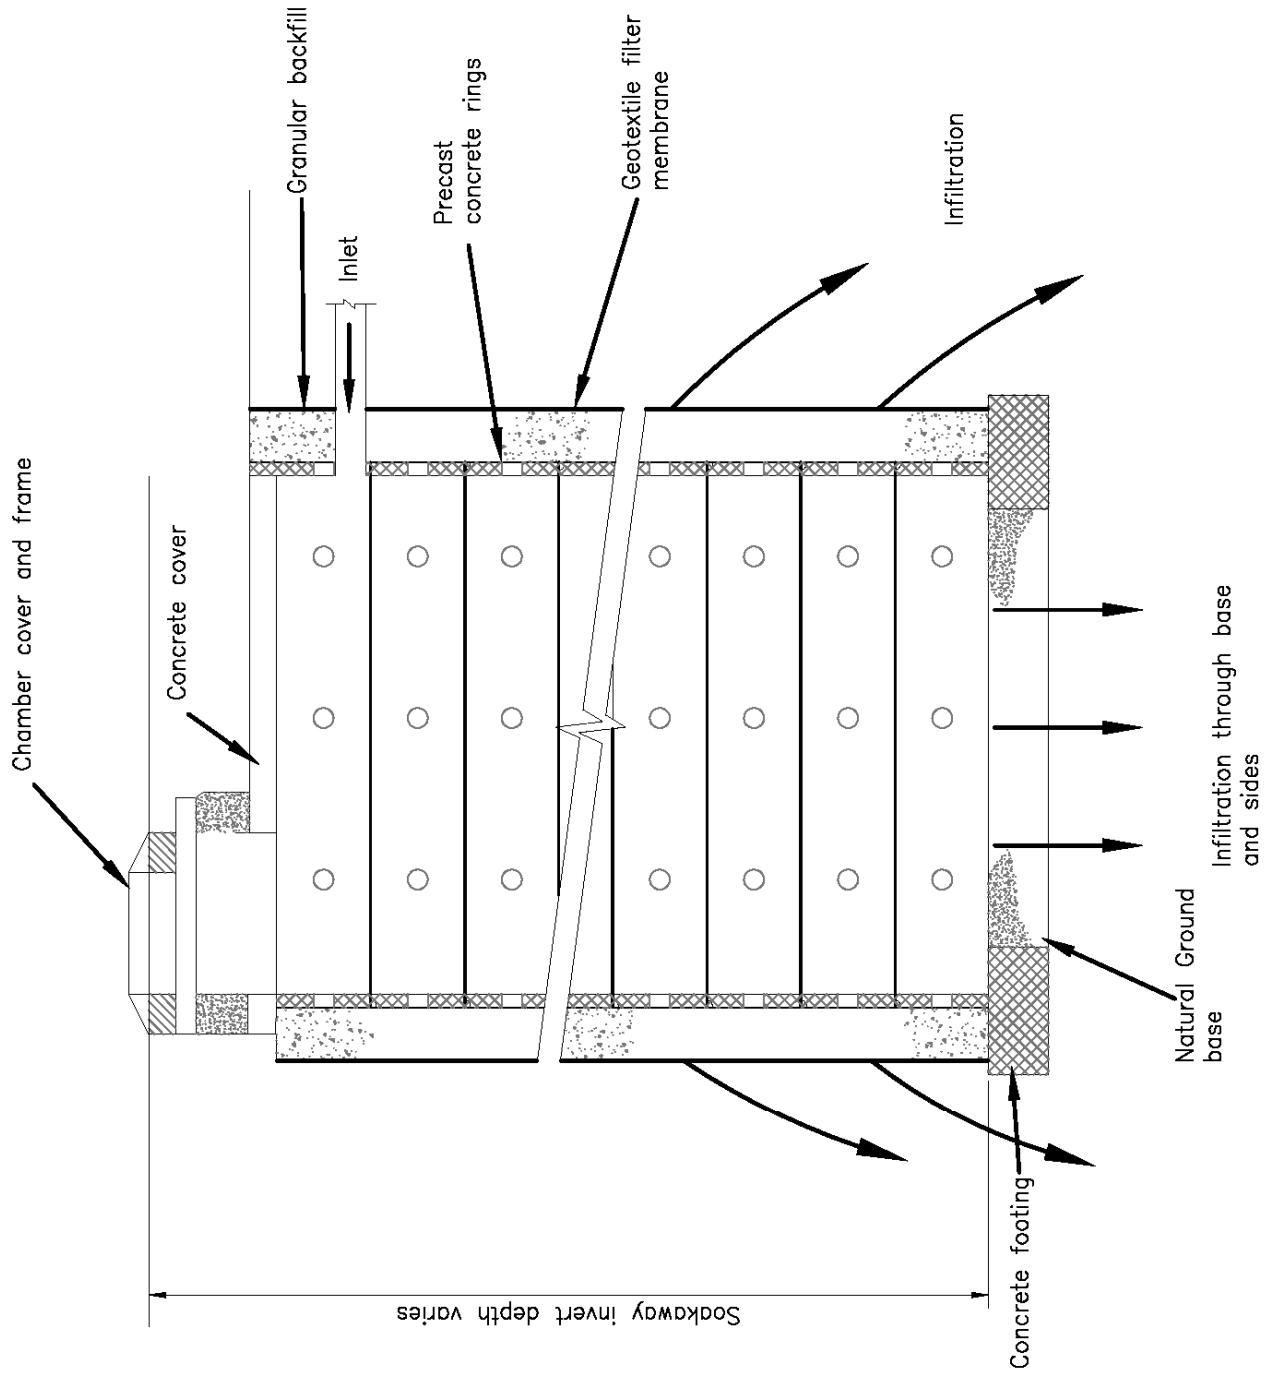 Chamber cover and frame
Concrete cover
Granular backfill
Inlet
Precast
concrete rings
Geotextile filter
membrane
Infiltration
Soakaway invert depth varies
Concrete footing
Natural Ground
base
Infiltration through base
and sides